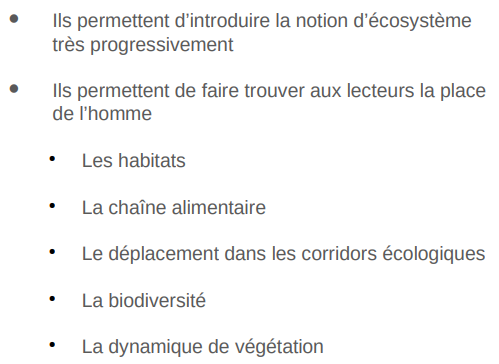 • Ils permettent d’introduire la notion d’écosystème
très progressivement
• Ils permettent de faire trouver aux lecteurs la place
de l’homme
• Les habitats
• La chaîne alimentaire
• Le déplacement dans les corridors écologiques
• La biodiversité
• La dynamique de végétation